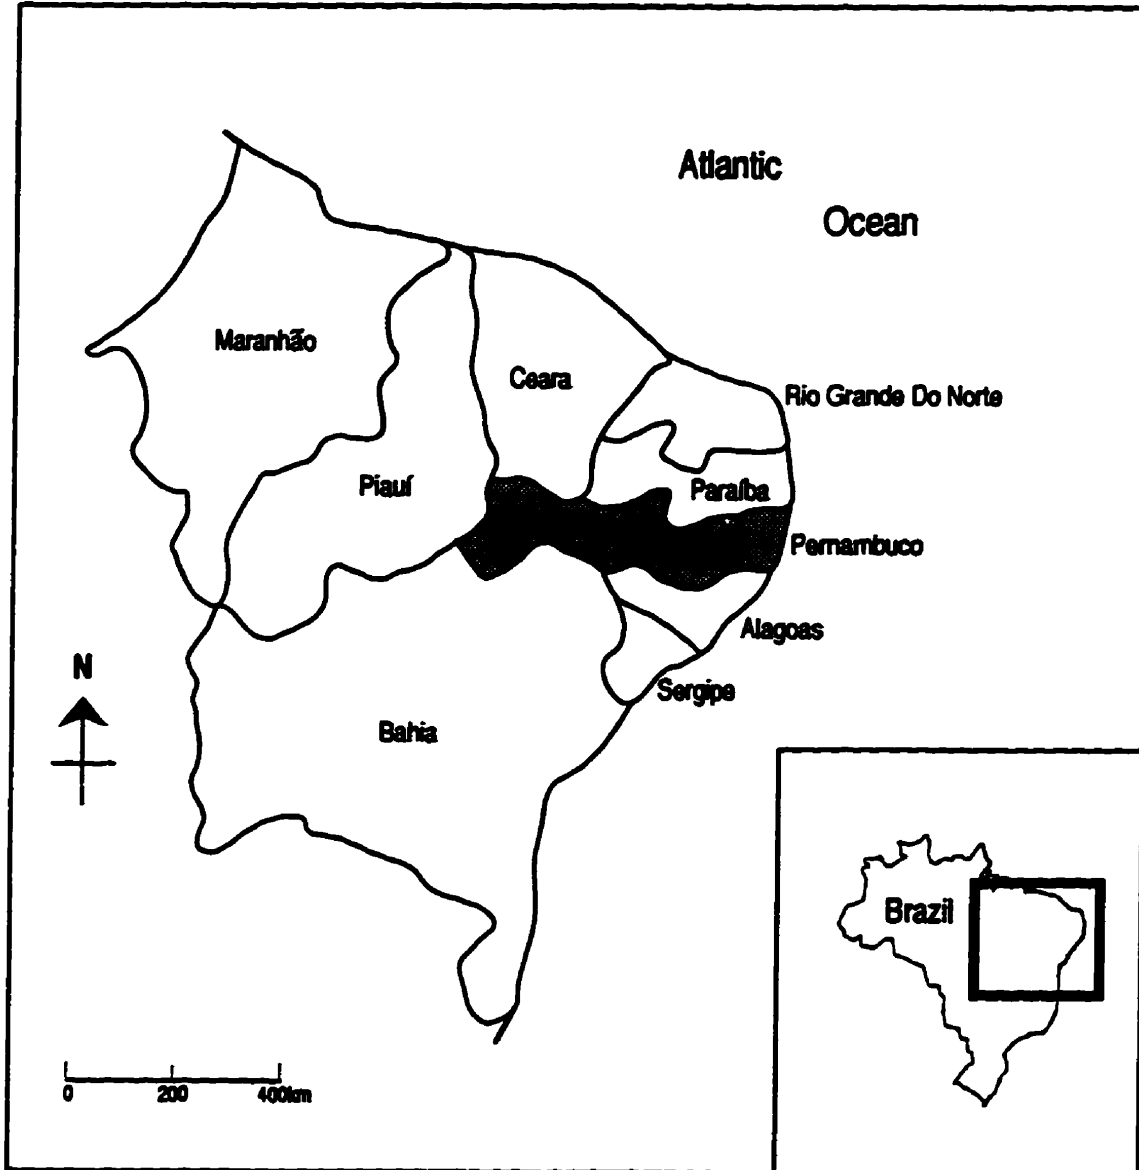 Atlantic
Ocean
Maranhão
Ceara
Rio Grande Do Norte
Piauí
Paraíba
Pernambuco
Alagoas
N
Sergipe
Bahia
Brazil
0 200 400km